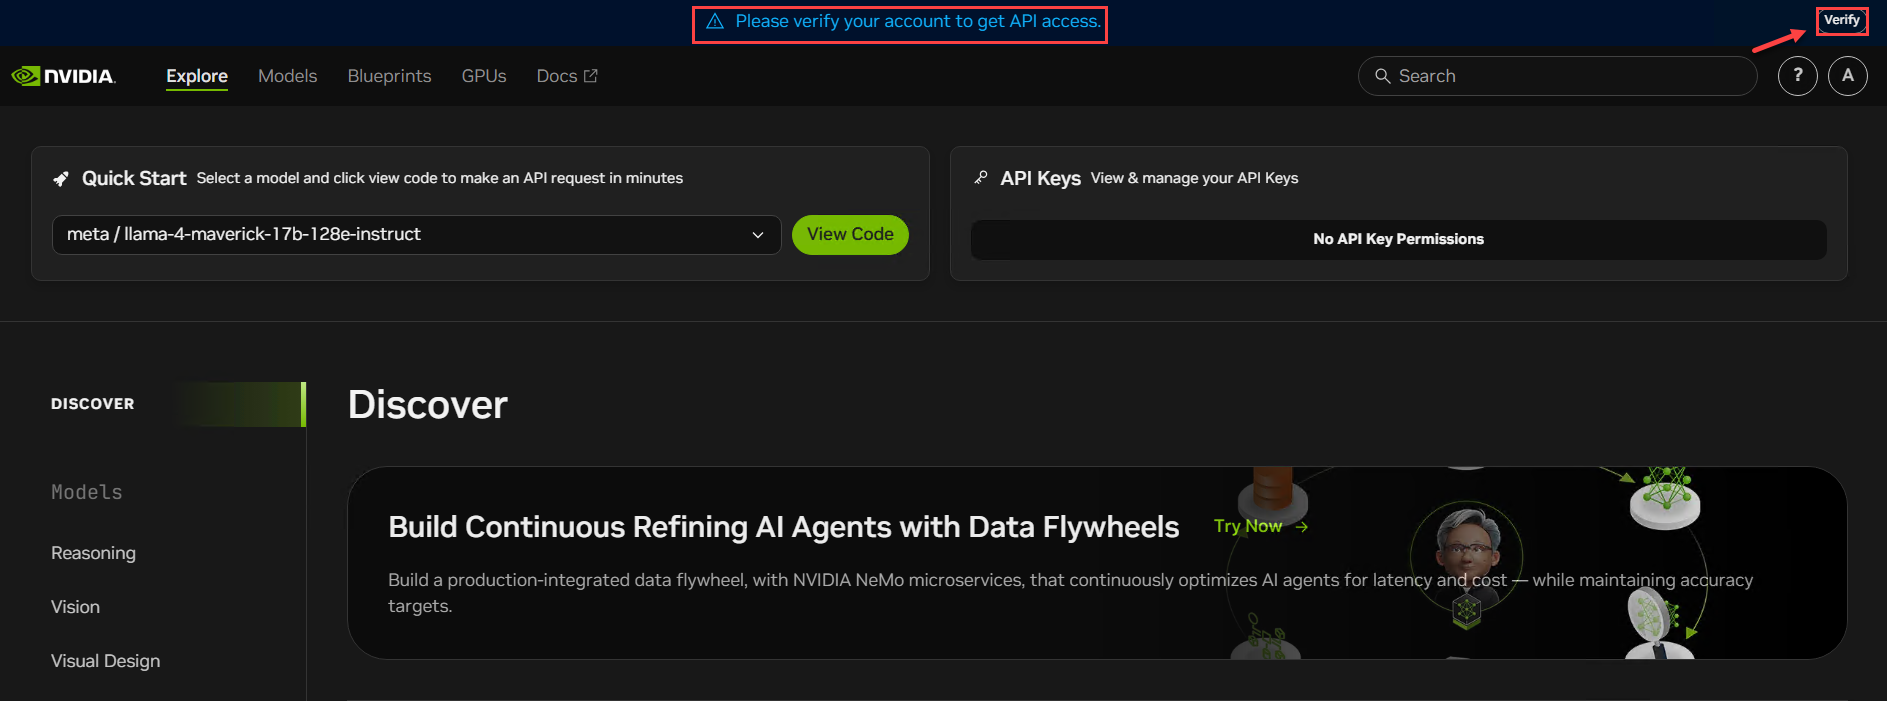 Please verify your account to get API access.
Verify
NVIDIA.
Explore
Models
Blueprints
GPUs
Docs
Search
?
A
Quick Start Select a model and click view code to make an API request in minutes
meta / llama-4-maverick-17b-128e-instruct
View Code
API Keys View & manage your API Keys
No API Key Permissions
DISCOVER
Models
Reasoning
Vision
Visual Design
Discover
Build Continuous Refining AI Agents with Data Flywheels
Try Now →
Build a production-integrated data flywheel, with NVIDIA NeMo microservices, that continuously optimizes AI agents for latency and cost — while maintaining accuracy
targets.